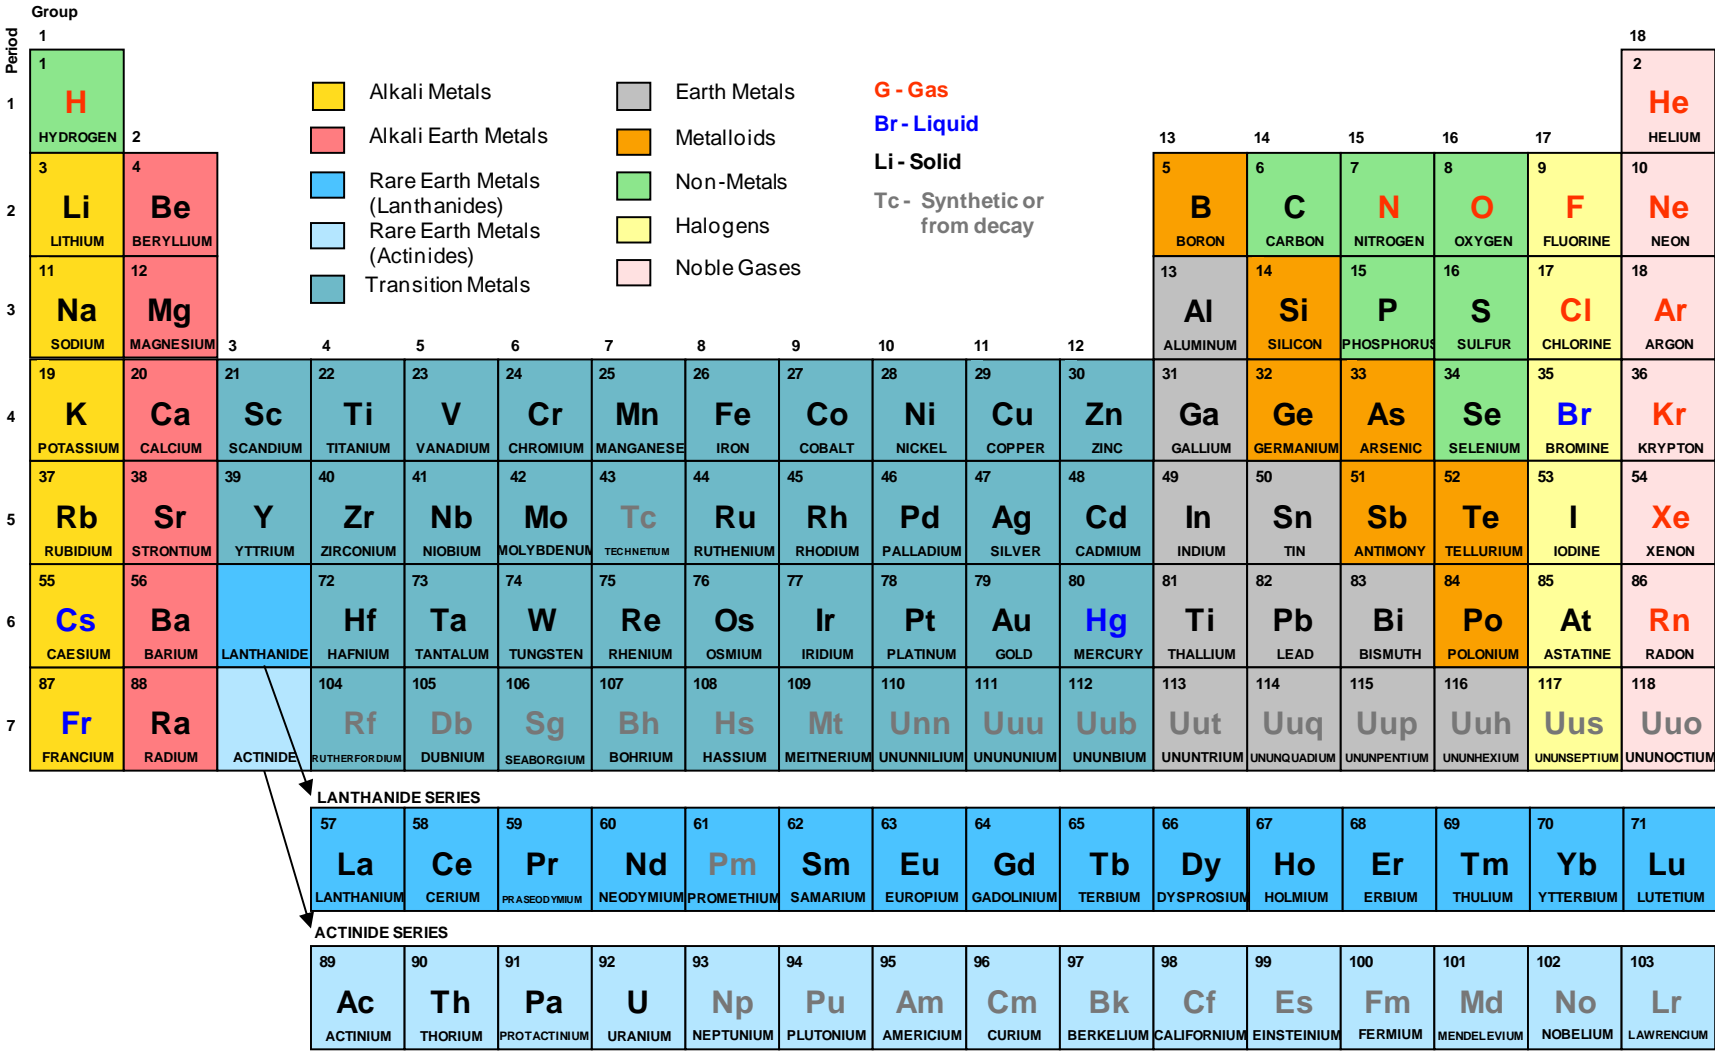 Group
Period
1
18
1
H
HYDROGEN
2
He
HELIUM
Alkali Metals
Alkali Earth Metals
Rare Earth Metals
(Lanthanides)
Rare Earth Metals
(Actinides)
Transition Metals
Earth Metals
Metalloids
Non-Metals
Halogens
Noble Gases
G - Gas
Br - Liquid
Li - Solid
Tc - Synthetic or
from decay
1
2
13 14 15 16 17
2
3 4 5 6 7 8 9 10
Li Be B C N O F Ne
LITHIUM BERYLLIUM BORON CARBON NITROGEN OXYGEN FLUORINE NEON
3
11 12 13 14 15 16 17 18
Na Mg Al Si P S Cl Ar
SODIUM MAGNESIUM ALUMINUM SILICON PHOSPHORUS SULFUR CHLORINE ARGON
3 4 5 6 7 8 9 10 11 12
4
19 20 21 22 23 24 25 26 27 28 29 30 31 32 33 34 35 36
K Ca Sc Ti V Cr Mn Fe Co Ni Cu Zn Ga Ge As Se Br Kr
POTASSIUM CALCIUM SCANDIUM TITANIUM VANADIUM CHROMIUM MANGANESE IRON COBALT NICKEL COPPER ZINC GALLIUM GERMANIUM ARSENIC SELENIUM BROMINE KRYPTON
5
37 38 39 40 41 42 43 44 45 46 47 48 49 50 51 52 53 54
Rb Sr Y Zr Nb Mo Tc Ru Rh Pd Ag Cd In Sn Sb Te I Xe
RUBIDIUM STRONTIUM YTTRIUM ZIRCONIUM NIOBIUM MOLYBDENUM TECHNETIUM RUTHENIUM RHODIUM PALLADIUM SILVER CADMIUM INDIUM TIN ANTIMONY TELLURIUM IODINE XENON
6
55 56 72 73 74 75 76 77 78 79 80 81 82 83 84 85 86
Cs Ba Hf Ta W Re Os Ir Pt Au Hg Ti Pb Bi Po At Rn
CAESIUM BARIUM LANTHANIDE HAFNIUM TANTALUM TUNGSTEN RHENIUM OSMIUM IRIDIUM PLATINUM GOLD MERCURY THALLIUM LEAD BISMUTH POLONIUM ASTATINE RADON
7
87 88 104 105 106 107 108 109 110 111 112 113 114 115 116 117 118
Fr Ra Rf Db Sg Bh Hs Mt Unn Uuu Uub Uut Uuq Uup Uuh Uus Uuo
FRANCIUM RADIUM ACTINIDE RUTHERFORDIUM DUBNIUM SEABORGIUM BOHRIUM HASSIUM MEITNERIUM UNUNNILIUM UNUNUNIUM UNUNBIUM UNUNTRIUM UNUNQUADIUM UNUNPENTIUM UNUNHEXIUM UNUNSEPTIUM UNUNOCTIUM
LANTHANIDE SERIES
57 58 59 60 61 62 63 64 65 66 67 68 69 70 71
La Ce Pr Nd Pm Sm Eu Gd Tb Dy Ho Er Tm Yb Lu
LANTHANIUM CERIUM PRASEODYMIUM NEODYMIUM PROMETHIUM SAMARIUM EUROPIUM GADOLINIUM TERBIUM DYSPROSIUM HOLMIUM ERBIUM THULIUM YTTERBIUM LUTETIUM
ACTINIDE SERIES
89 90 91 92 93 94 95 96 97 98 99 100 101 102 103
Ac Th Pa U Np Pu Am Cm Bk Cf Es Fm Md No Lr
ACTINIUM THORIUM PROTACTINIUM URANIUM NEPTUNIUM PLUTONIUM AMERICIUM CURIUM BERKELIUM CALIFORNIUM EINSTEINIUM FERMIUM MENDELEVIUM NOBELIUM LAWRENCIUM